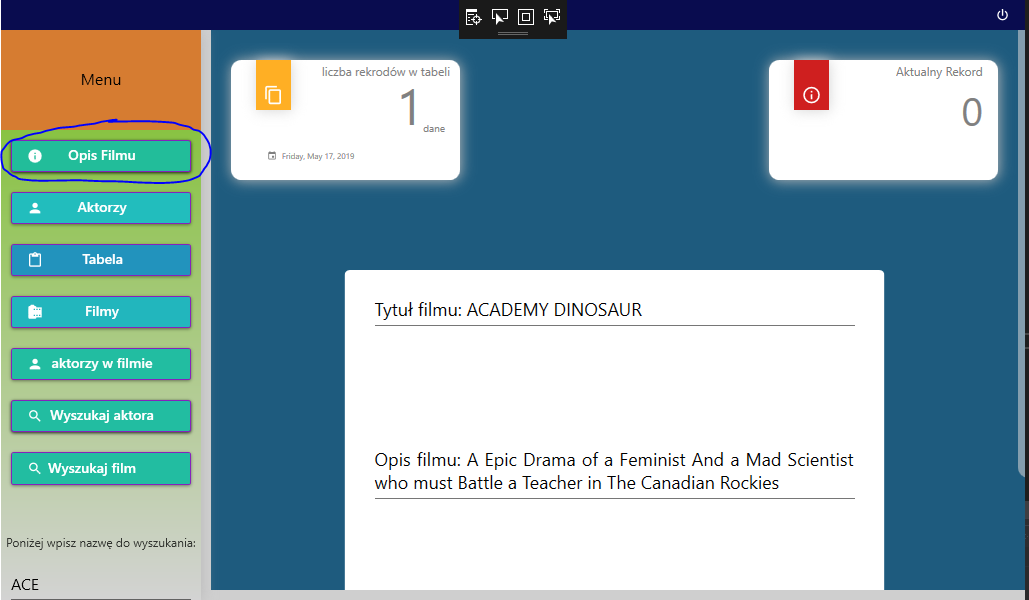 Menu
Opis Filmu
Aktorzy
Tabela
Filmy
aktorzy w filmie
Wyszukaj aktora
Wyszukaj film
Poniżej wpisz nazwę do wyszukania:
ACE
liczba rekrodów w tabeli
1
dane
Friday, May 17, 2019
Aktualny Rekord
0
Tytuł filmu: ACADEMY DINOSAUR
Opis filmu: A Epic Drama of a Feminist And a Mad Scientist
who must Battle a Teacher in The Canadian Rockies